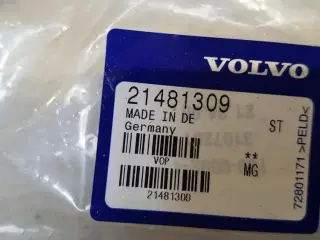 VOLVO
21481309
MADE IN DE
Germany
ST
VOP
**
MG
21481309
72801171 >PELD<